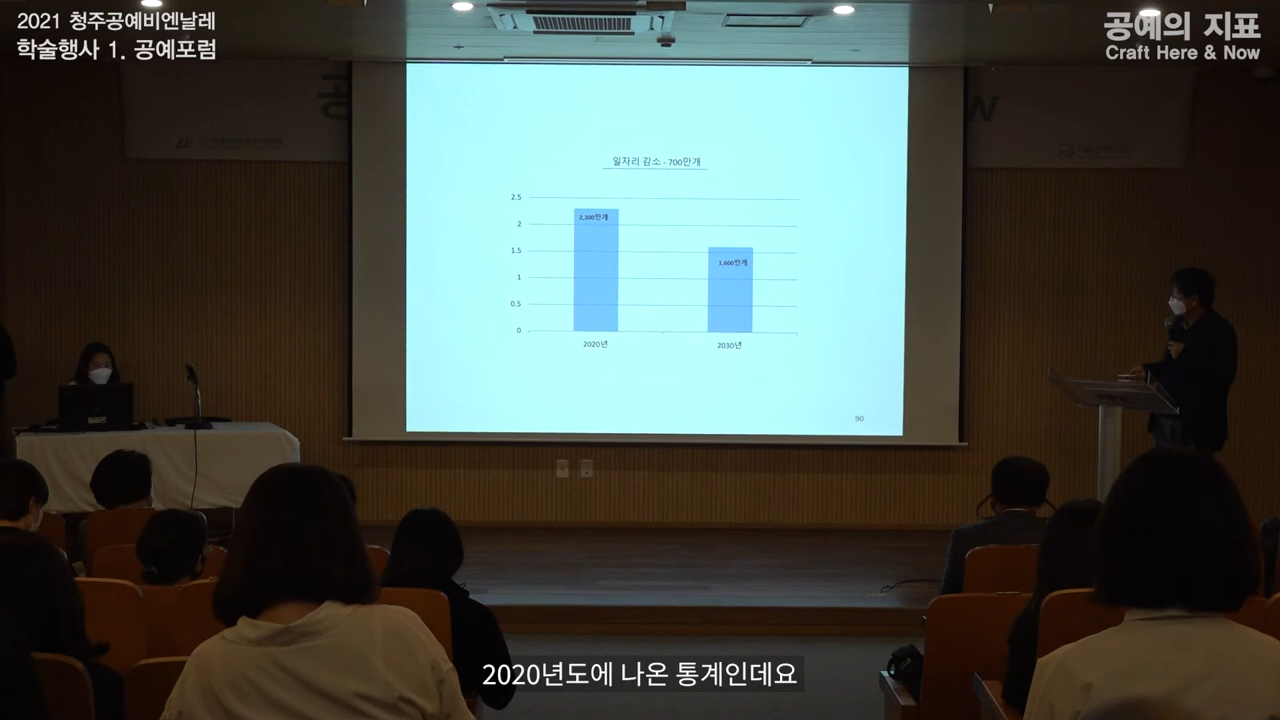 2021 청주공예비엔날레
학술행사 1. 공예포럼
공예의 지표
Craft Here & Now
공
w
일자리 감소 - 700만개
2.5
2
1.5
1
0.5
0
2,300만개
1,600만개
2020년
2030년
90
2020년도에 나온 통계인데요